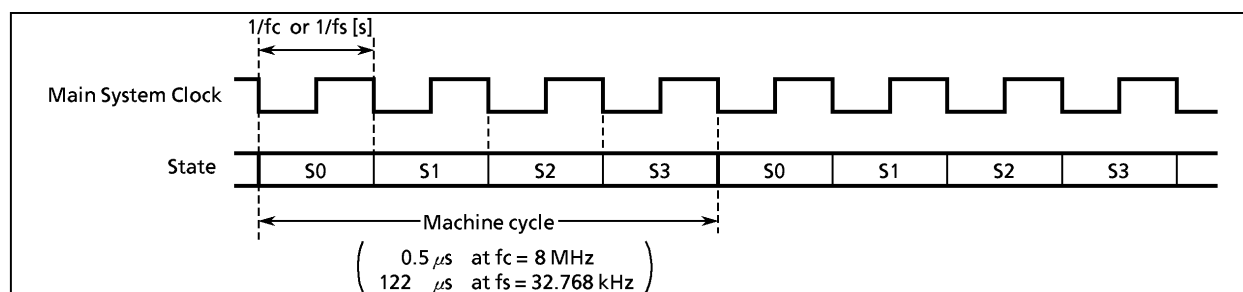 1/fc or 1/fs [s]
Main System Clock
State S0 S1 S2 S3 S0 S1 S2 S3
Machine cycle
0.5 μs at fc = 8 MHz
122 μs at fs = 32.768 kHz